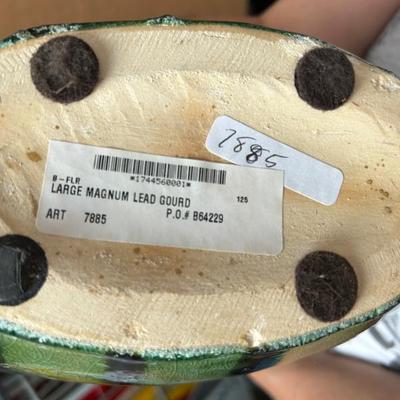 7885
*1744560001*
B-FLR
LARGE MAGNUM LEAD GOURD 125
ART 7885 P.O.# B64229